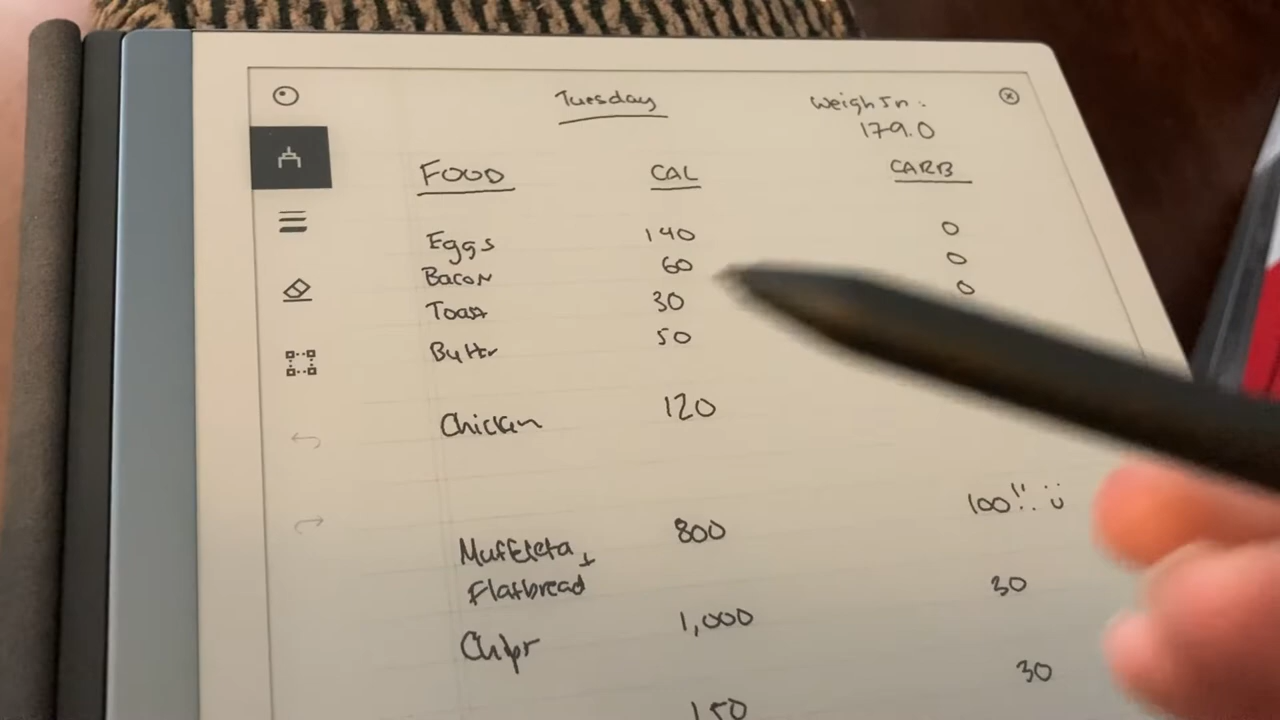 Tuesday
Weigh In:
179.0
FOOD CAL CARB
Eggs 140 0
Bacon 60 0
Toast 30 0
Butter 50
Chicken 120
100!! :)
Muffeleta 800
Flatbread 30
Chips 1,000
30
150